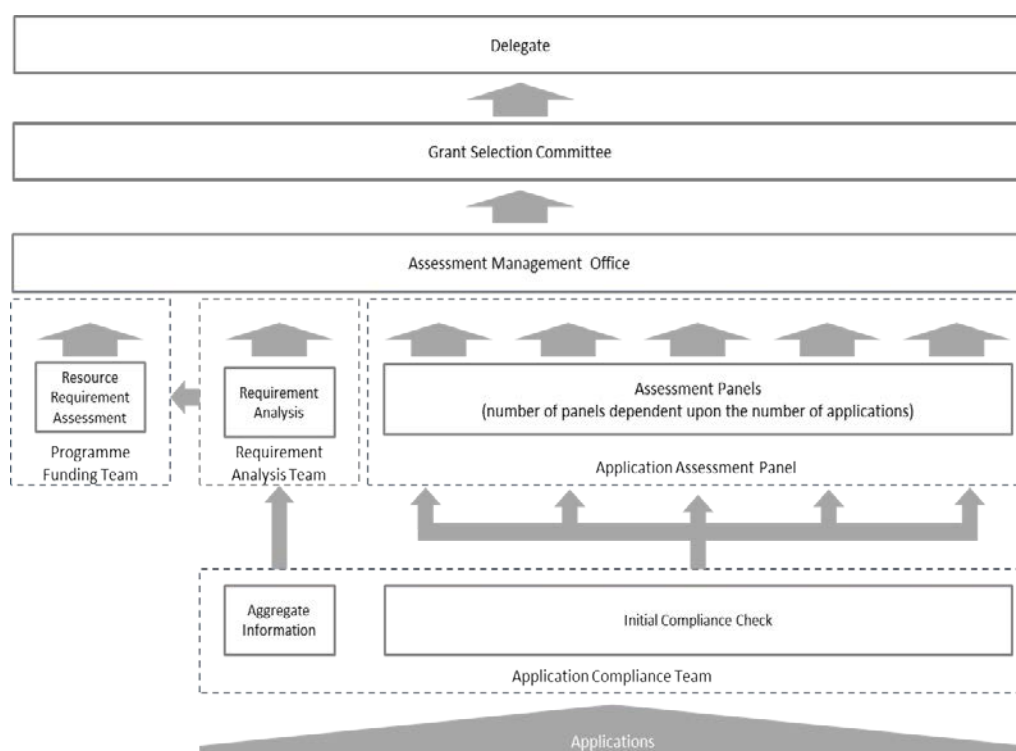 Delegate
Grant Selection Committee
Assessment Management Office
Resource
Requirement
Assessment
Programme
Funding Team
Requirement
Analysis
Requirement
Analysis Team
Assessment Panels
(number of panels dependent upon the number of applications)
Application Assessment Panel
Aggregate
Information
Initial Compliance Check
Application Compliance Team
Applications